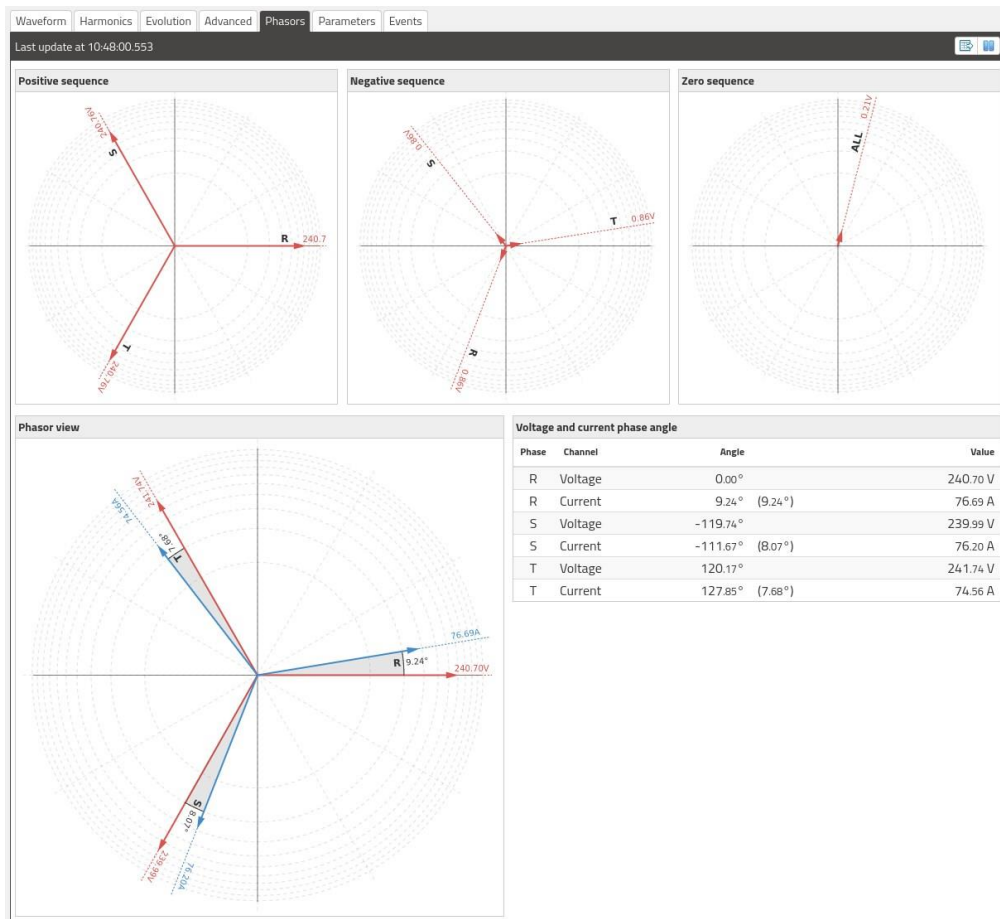 Waveform Harmonics Evolution Advanced Phasors Parameters Events
Last update at 10:48:00.553
Positive sequence
240.76V
S
R 240.7
T
240.76V
Negative sequence
0.86V
S
T 0.86V
R
0.86V
Zero sequence
0.21V
ALL
Phasor view
241.74V
74.56A
7.68°
T
76.69A
R 9.24°
240.70V
S
8.07°
239.99V
76.20A
Voltage and current phase angle
Phase Channel Angle Value
R Voltage 0.00° 240.70 V
R Current 9.24° (9.24°) 76.69 A
S Voltage -119.74° 239.99 V
S Current -111.67° (8.07°) 76.20 A
T Voltage 120.17° 241.74 V
T Current 127.85° (7.68°) 74.56 A